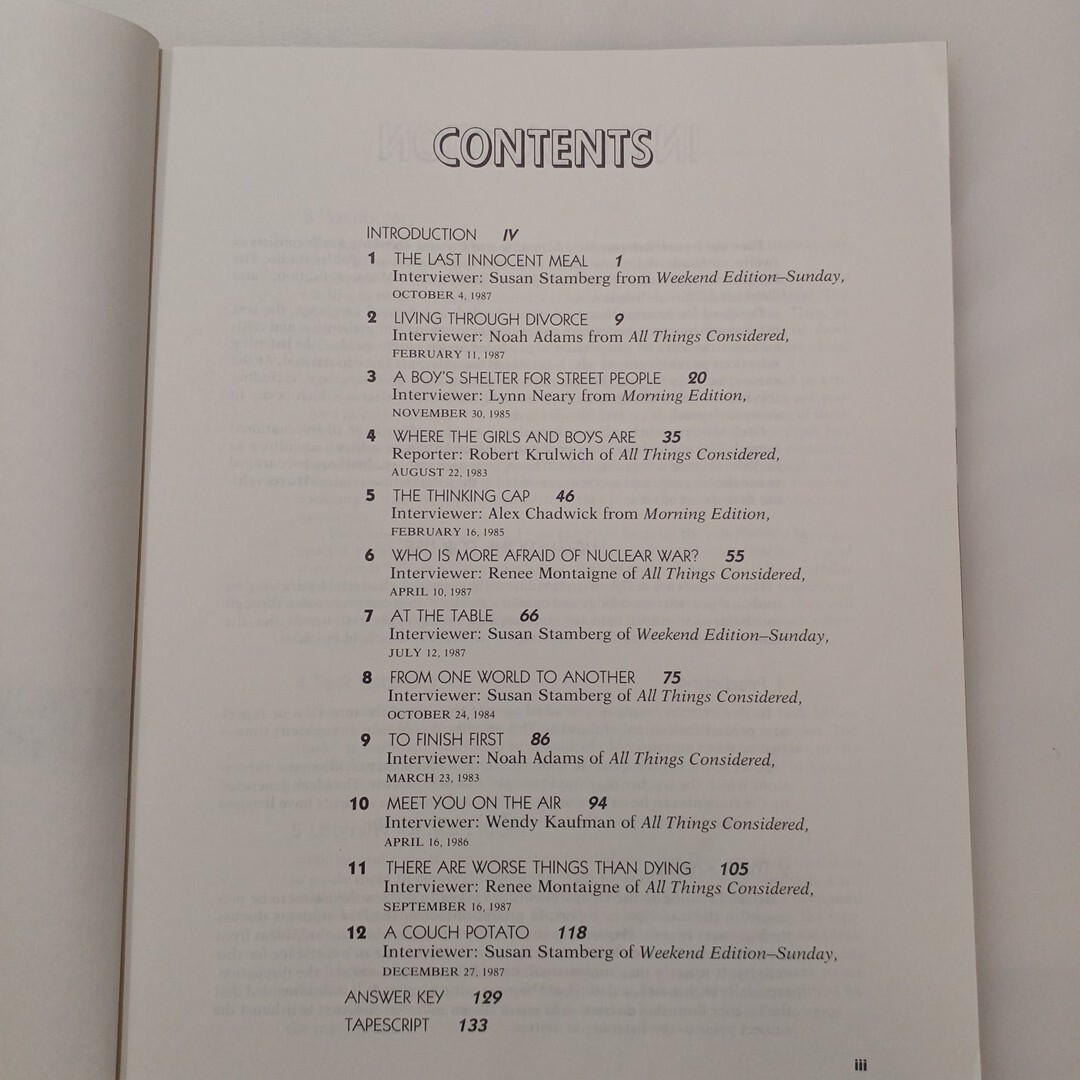 CONTENTS
INTRODUCTION IV
1 THE LAST INNOCENT MEAL 1
Interviewer: Susan Stamberg from Weekend Edition–Sunday,
OCTOBER 4, 1987
2 LIVING THROUGH DIVORCE 9
Interviewer: Noah Adams from All Things Considered,
FEBRUARY 11, 1987
3 A BOY'S SHELTER FOR STREET PEOPLE 20
Interviewer: Lynn Neary from Morning Edition,
NOVEMBER 30, 1985
4 WHERE THE GIRLS AND BOYS ARE 35
Reporter: Robert Krulwich of All Things Considered,
AUGUST 22, 1983
5 THE THINKING CAP 46
Interviewer: Alex Chadwick from Morning Edition,
FEBRUARY 16, 1985
6 WHO IS MORE AFRAID OF NUCLEAR WAR? 55
Interviewer: Renee Montaigne of All Things Considered,
APRIL 10, 1987
7 AT THE TABLE 66
Interviewer: Susan Stamberg of Weekend Edition–Sunday,
JULY 12, 1987
8 FROM ONE WORLD TO ANOTHER 75
Interviewer: Susan Stamberg of All Things Considered,
OCTOBER 24, 1984
9 TO FINISH FIRST 86
Interviewer: Noah Adams of All Things Considered,
MARCH 23, 1983
10 MEET YOU ON THE AIR 94
Interviewer: Wendy Kaufman of All Things Considered,
APRIL 16, 1986
11 THERE ARE WORSE THINGS THAN DYING 105
Interviewer: Renee Montaigne of All Things Considered,
SEPTEMBER 16, 1987
12 A COUCH POTATO 118
Interviewer: Susan Stamberg of Weekend Edition–Sunday,
DECEMBER 27, 1987
ANSWER KEY 129
TAPESCRIPT 133
iii